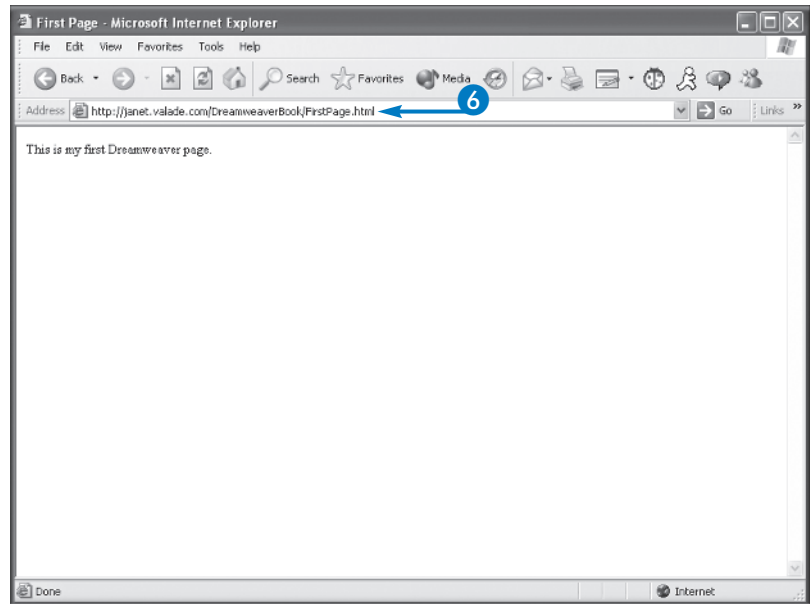 First Page - Microsoft Internet Explorer
File Edit View Favorites Tools Help
Back Search Favorites Media
Address http://janet.valade.com/DreamweaverBook/FirstPage.html Go Links »
6
This is my first Dreamweaver page.
Done Internet